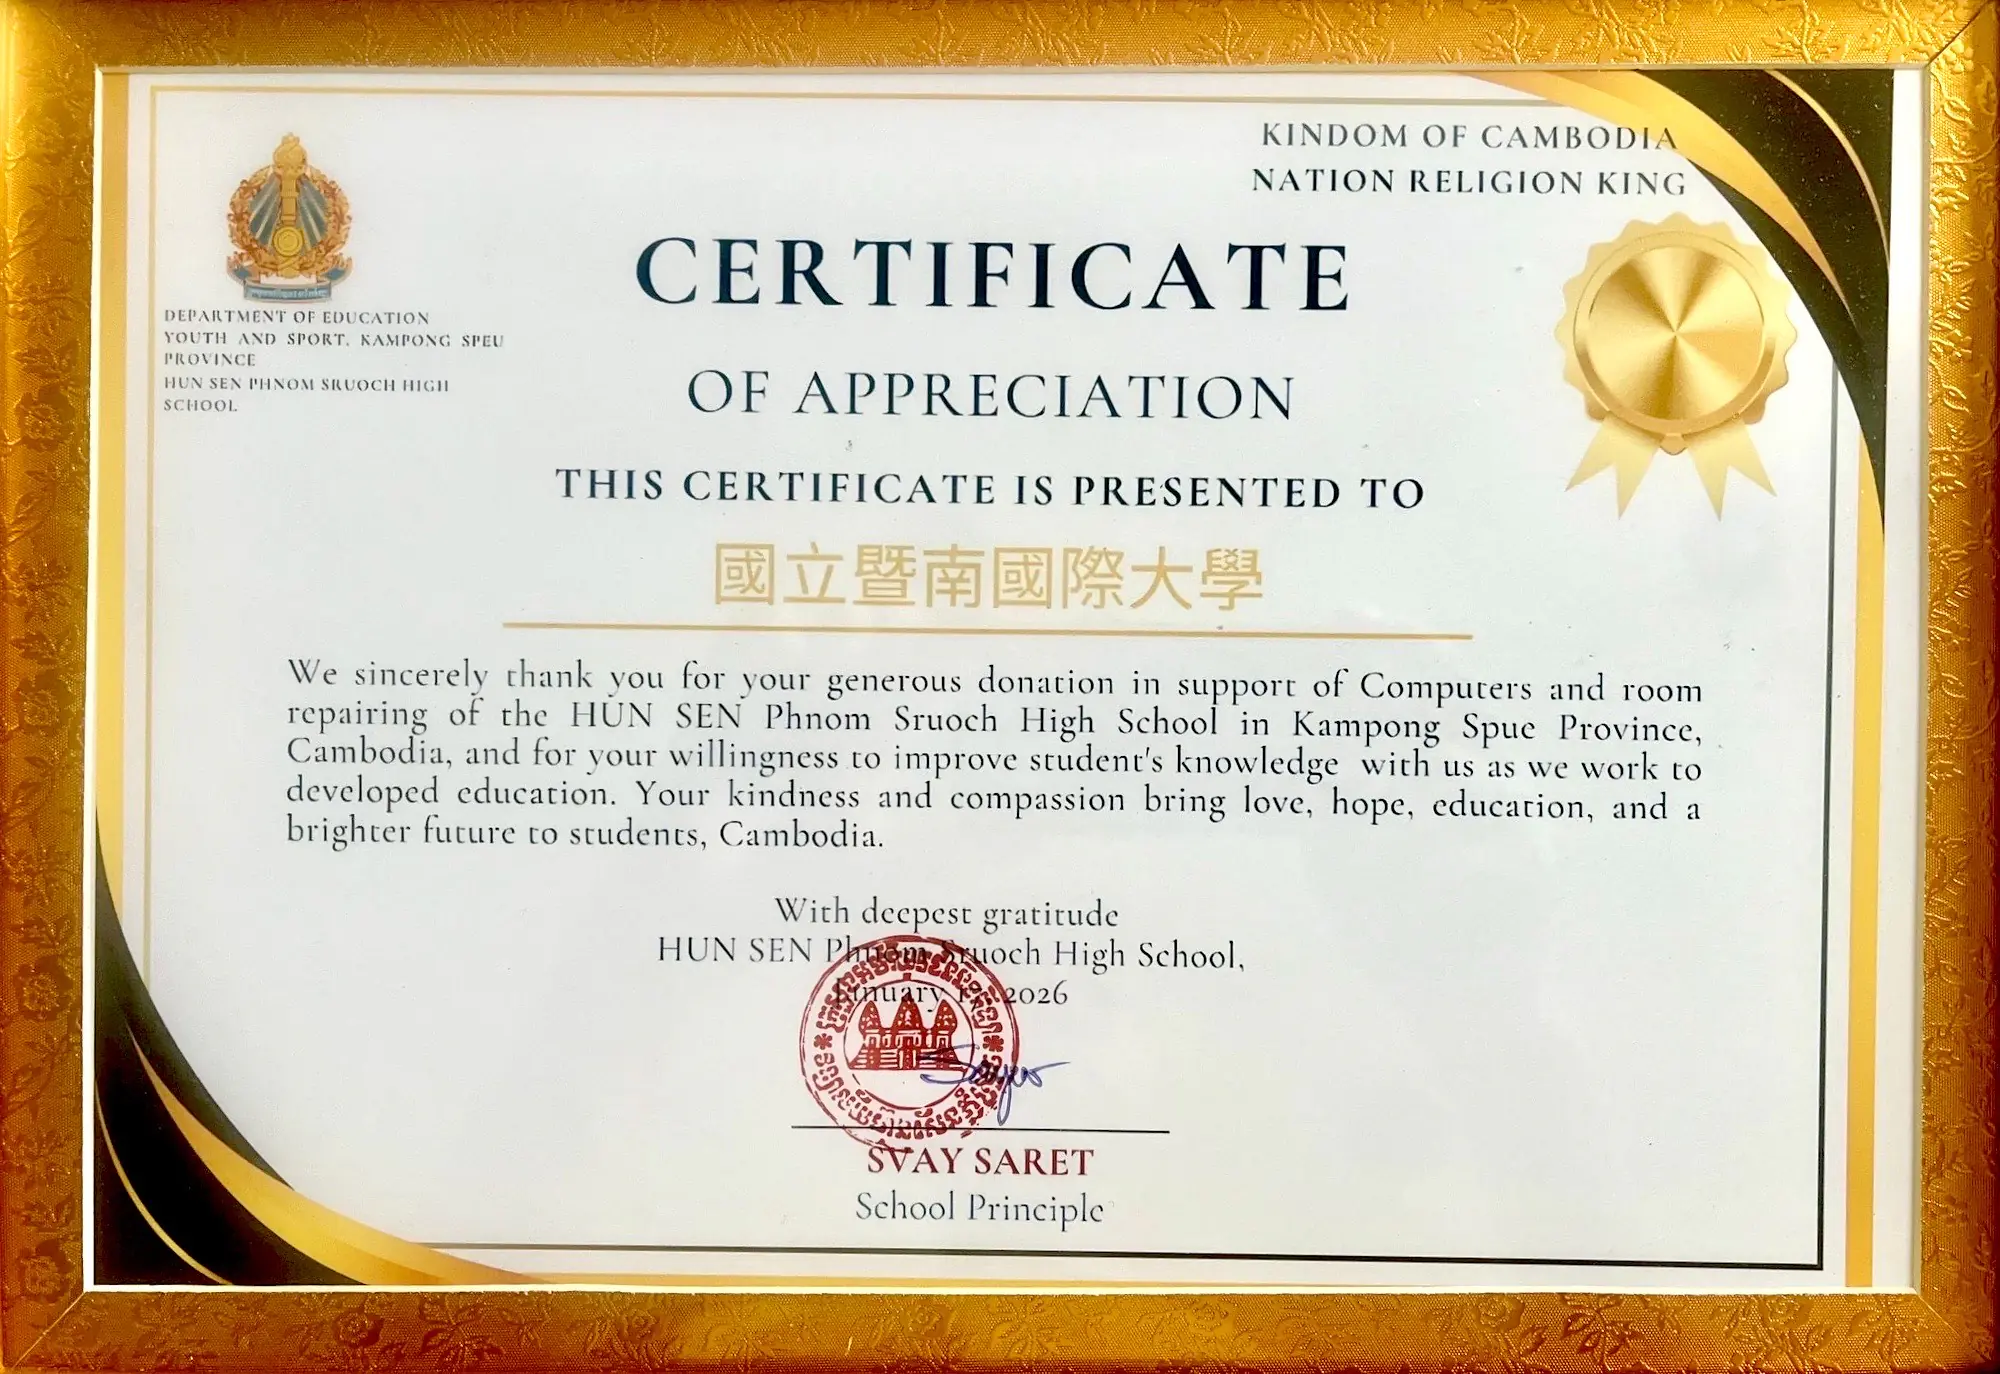 KINDOM OF CAMBODIA
NATION RELIGION KING
DEPARTMENT OF EDUCATION
YOUTH AND SPORT, KAMPONG SPEU
PROVINCE
HUN SEN PHNOM SRUOCH HIGH
SCHOOL
CERTIFICATE
OF APPRECIATION
THIS CERTIFICATE IS PRESENTED TO
國立暨南國際大學
We sincerely thank you for your generous donation in support of Computers and room
repairing of the HUN SEN Phnom Sruoch High School in Kampong Spue Province,
Cambodia, and for your willingness to improve student's knowledge with us as we work to
developed education. Your kindness and compassion bring love, hope, education, and a
brighter future to students, Cambodia.
With deepest gratitude
HUN SEN Phnom Sruoch High School,
January 2026
SVAY SARET
School Principle